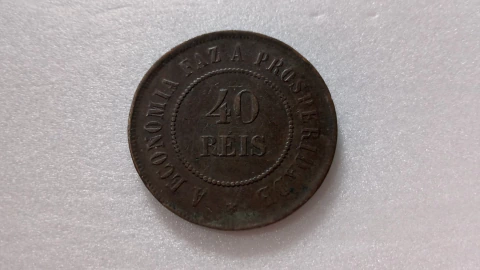 A ECONOMIA FAZ A PROSPERIDADE
40
REIS